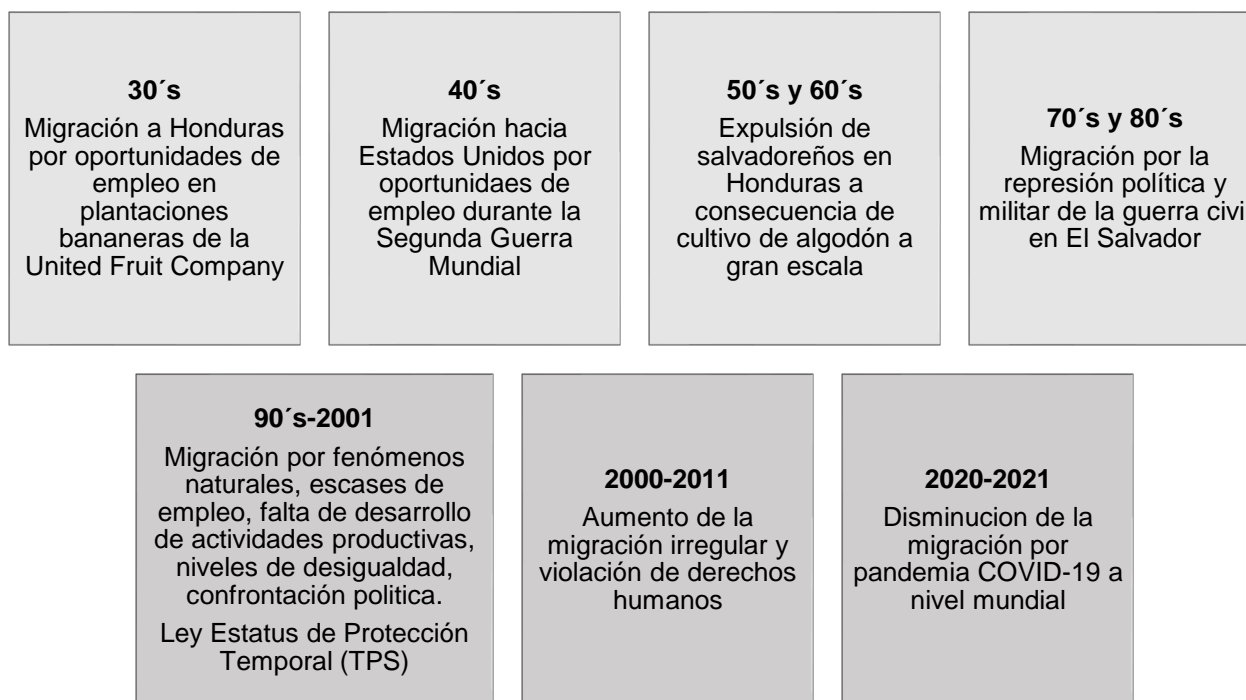 30´s
Migración a Honduras
por oportunidades de
empleo en
plantaciones
bananeras de la
United Fruit Company
40´s
Migración hacia
Estados Unidos por
oportunidaes de
empleo durante la
Segunda Guerra
Mundial
50´s y 60´s
Expulsión de
salvadoreños en
Honduras a
consecuencia de
cultivo de algodón a
gran escala
70´s y 80´s
Migración por la
represión política y
militar de la guerra civi
en El Salvador
90´s-2001
Migración por fenómenos
naturales, escases de
empleo, falta de desarrollo
de actividades productivas,
niveles de desigualdad,
confrontación politica.
Ley Estatus de Protección
Temporal (TPS)
2000-2011
Aumento de la
migración irregular y
violación de derechos
humanos
2020-2021
Disminucion de la
migración por
pandemia COVID-19 a
nivel mundial